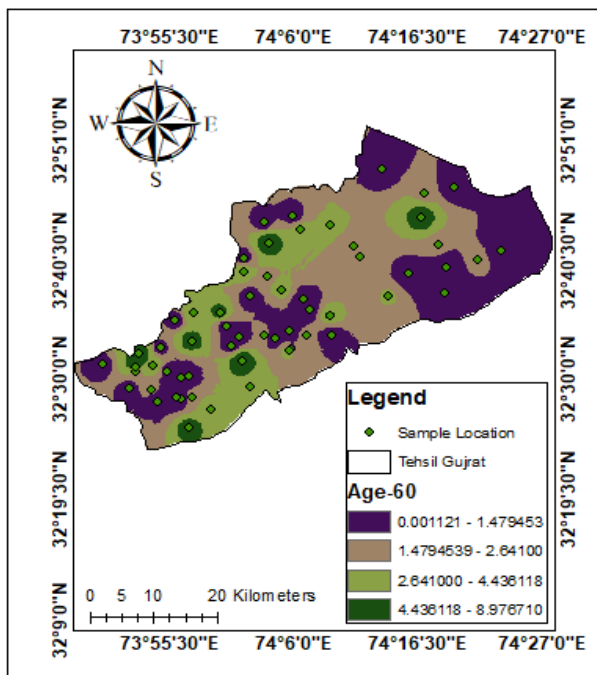 73°55'30"E 74°6'0"E 74°16'30"E 74°27'0"E
N
W E
S
32°51'0"N
32°40'30"N
32°30'0"N
32°19'30"N
32°9'0"N
32°51'0"N
32°40'30"N
32°30'0"N
32°19'30"N
32°9'0"N
Legend
Sample Location
Tehsil Gujrat
Age-60
0.001121 - 1.479453
1.4794539 - 2.64100
2.641000 - 4.436118
4.436118 - 8.976710
0 5 10 20 Kilometers
73°55'30"E 74°6'0"E 74°16'30"E 74°27'0"E